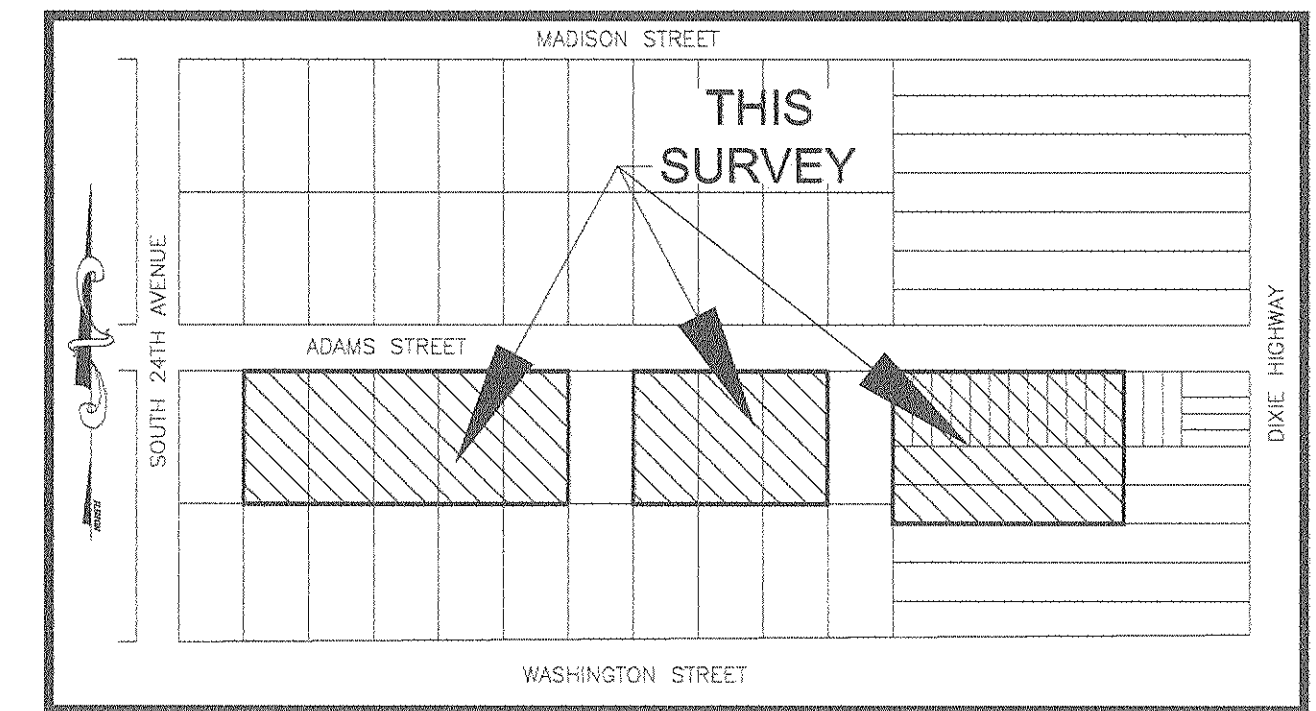 MADISON STREET
THIS
SURVEY
SOUTH 24TH AVENUE
ADAMS STREET
DIXIE HIGHWAY
WASHINGTON STREET